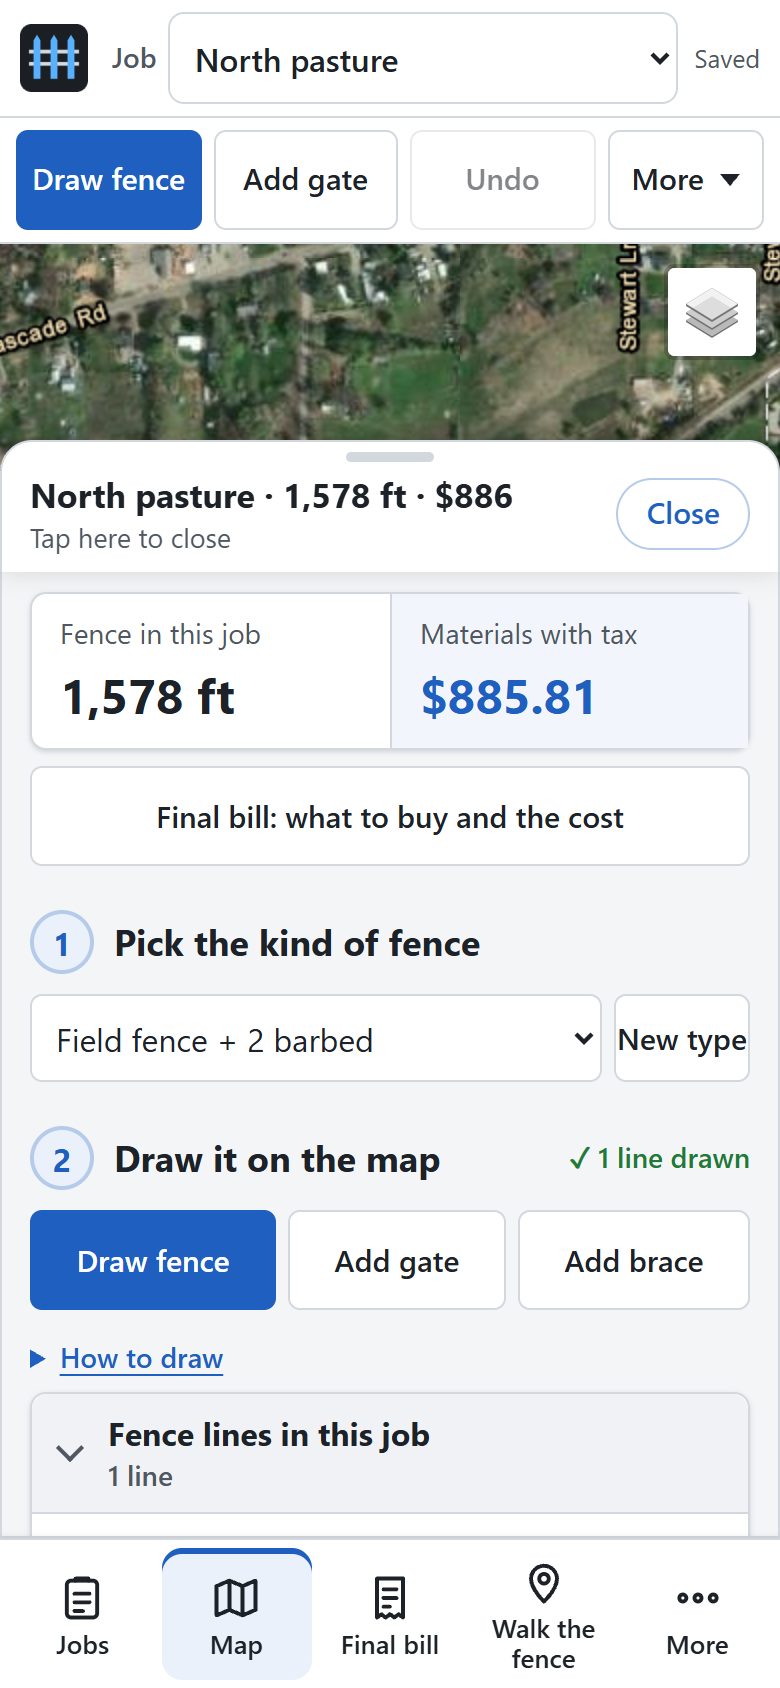 Job
North pasture
Saved
Draw fence
Add gate
Undo
More
ascade Rd
Stewart Ln
Ste
North pasture · 1,578 ft · $886
Tap here to close
Close
Fence in this job
1,578 ft
Materials with tax
$885.81
Final bill: what to buy and the cost
1
Pick the kind of fence
Field fence + 2 barbed
New type
2
Draw it on the map
✓ 1 line drawn
Draw fence
Add gate
Add brace
How to draw
Fence lines in this job
1 line
Jobs
Map
Final bill
Walk the
fence
More